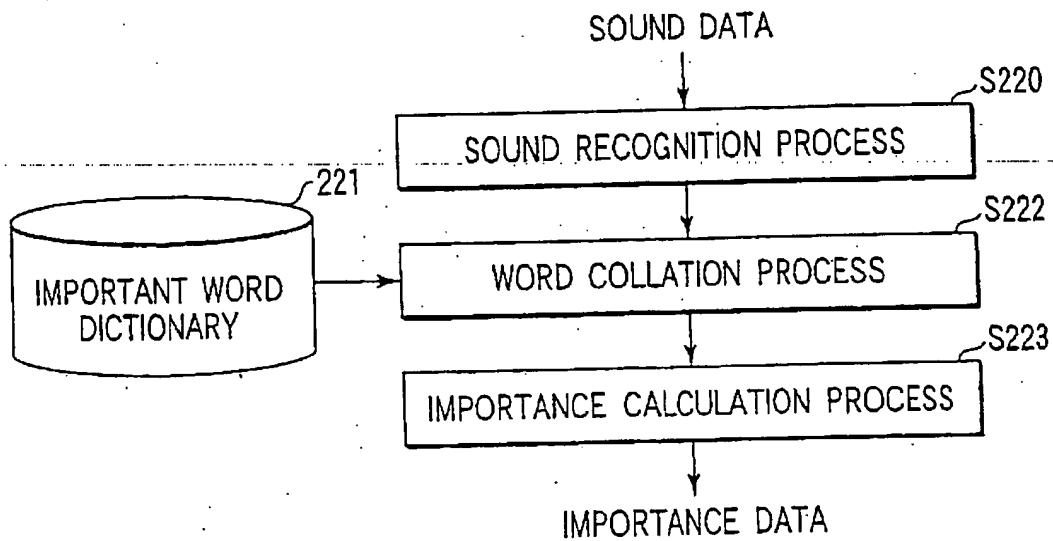 SOUND DATA
S220
SOUND RECOGNITION PROCESS
221
S222
IMPORTANT WORD
DICTIONARY
WORD COLLATION PROCESS
S223
IMPORTANCE CALCULATION PROCESS
IMPORTANCE DATA